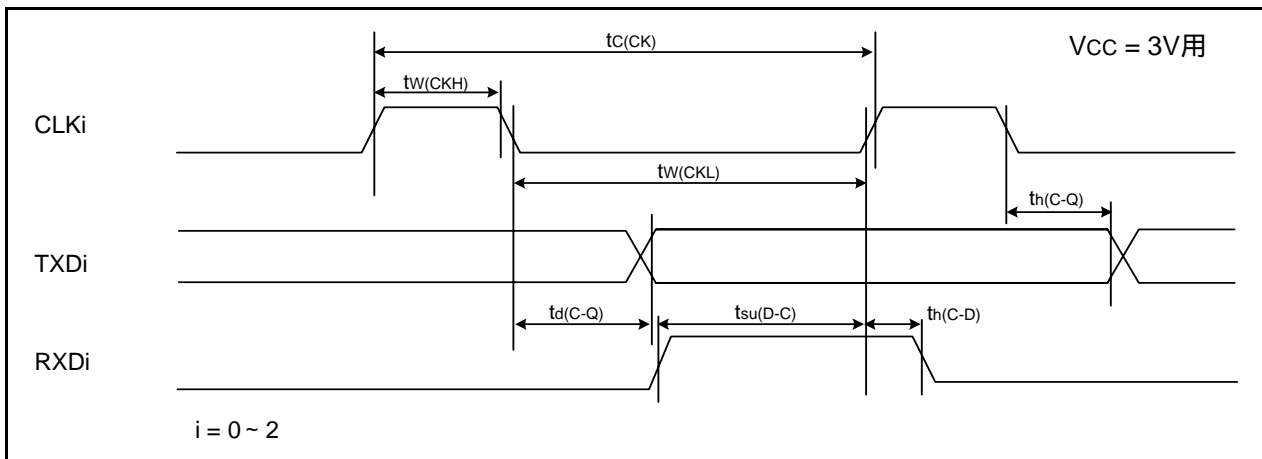 tC(CK)
VCC = 3V用
tW(CKH)
CLKi
tW(CKL)
th(C-Q)
TXDi
td(C-Q)
tsu(D-C)
th(C-D)
RXDi
i = 0 ~ 2